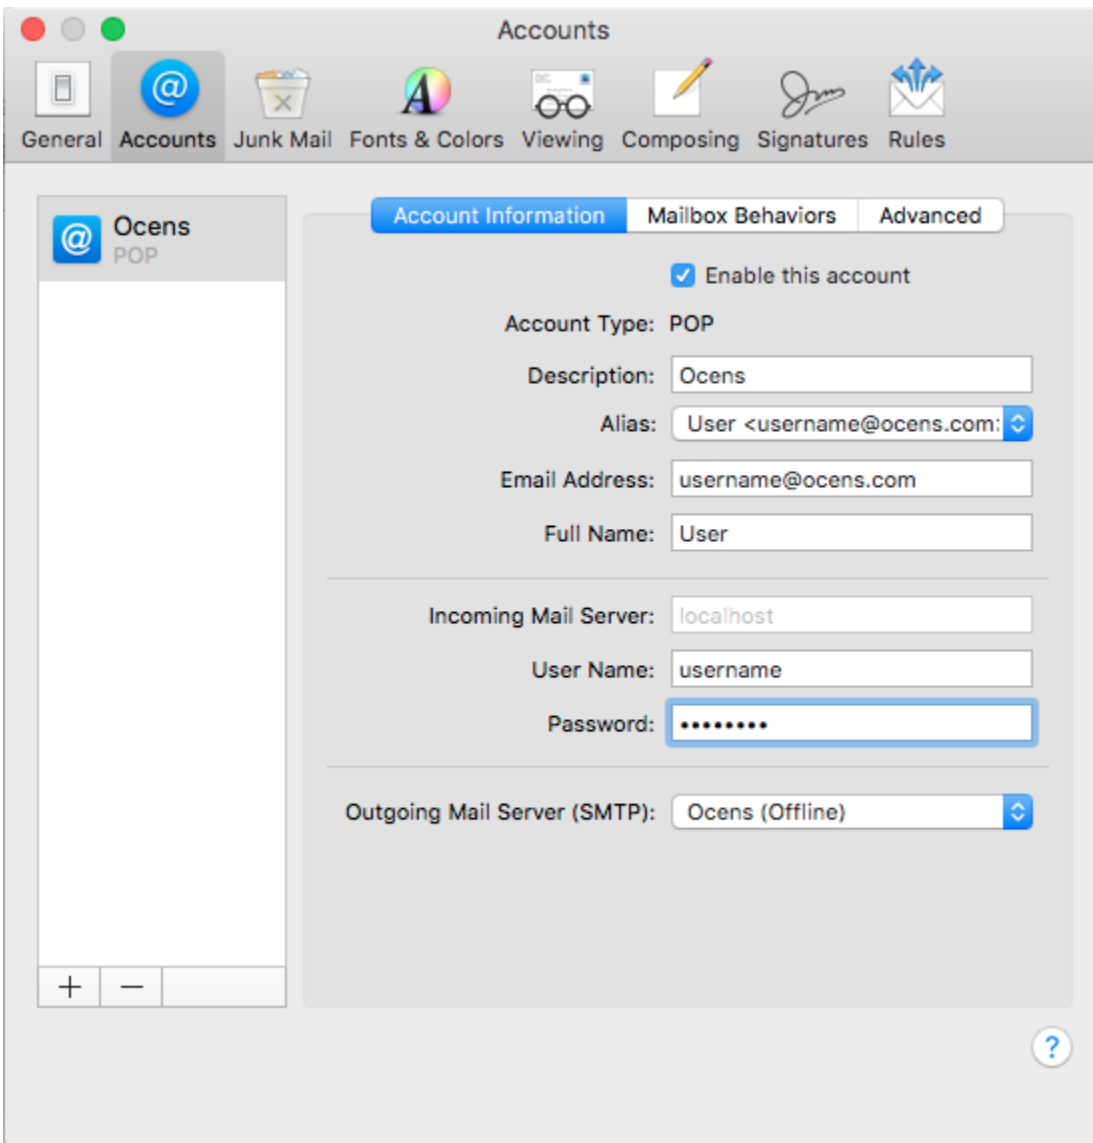 Accounts
General Accounts Junk Mail Fonts & Colors Viewing Composing Signatures Rules
Ocens
POP
Account Information Mailbox Behaviors Advanced
Enable this account
Account Type: POP
Description: Ocens
Alias: User <username@ocens.com:
Email Address: username@ocens.com
Full Name: User
Incoming Mail Server: localhost
User Name: username
Password: ••••••••
Outgoing Mail Server (SMTP): Ocens (Offline)
+ −
?